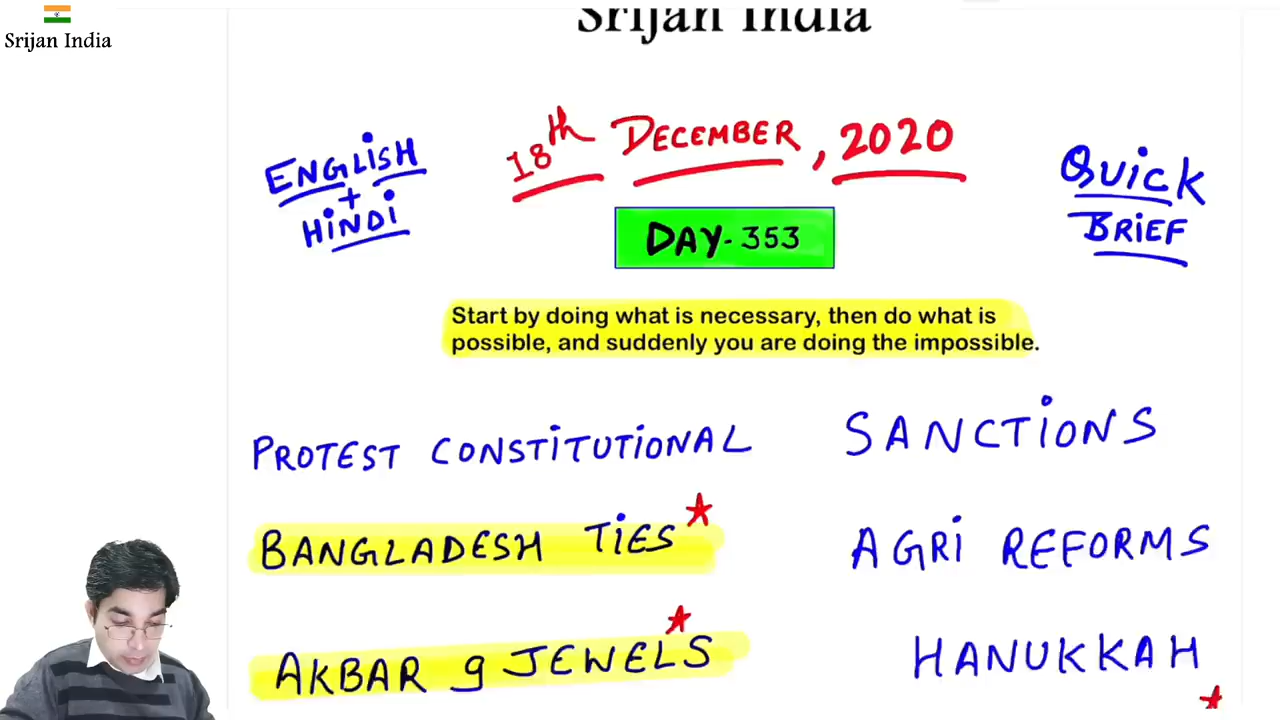 Srijan India
Srijan India
ENGLISH
+
HINDI
18th DECEMBER, 2020
QUICK
BRIEF
DAY-353
Start by doing what is necessary, then do what is
possible, and suddenly you are doing the impossible.
PROTEST CONSTITUTIONAL
SANCTIONS
BANGLADESH TIES
AGRI REFORMS
AKBAR 9 JEWELS
HANUKKAH